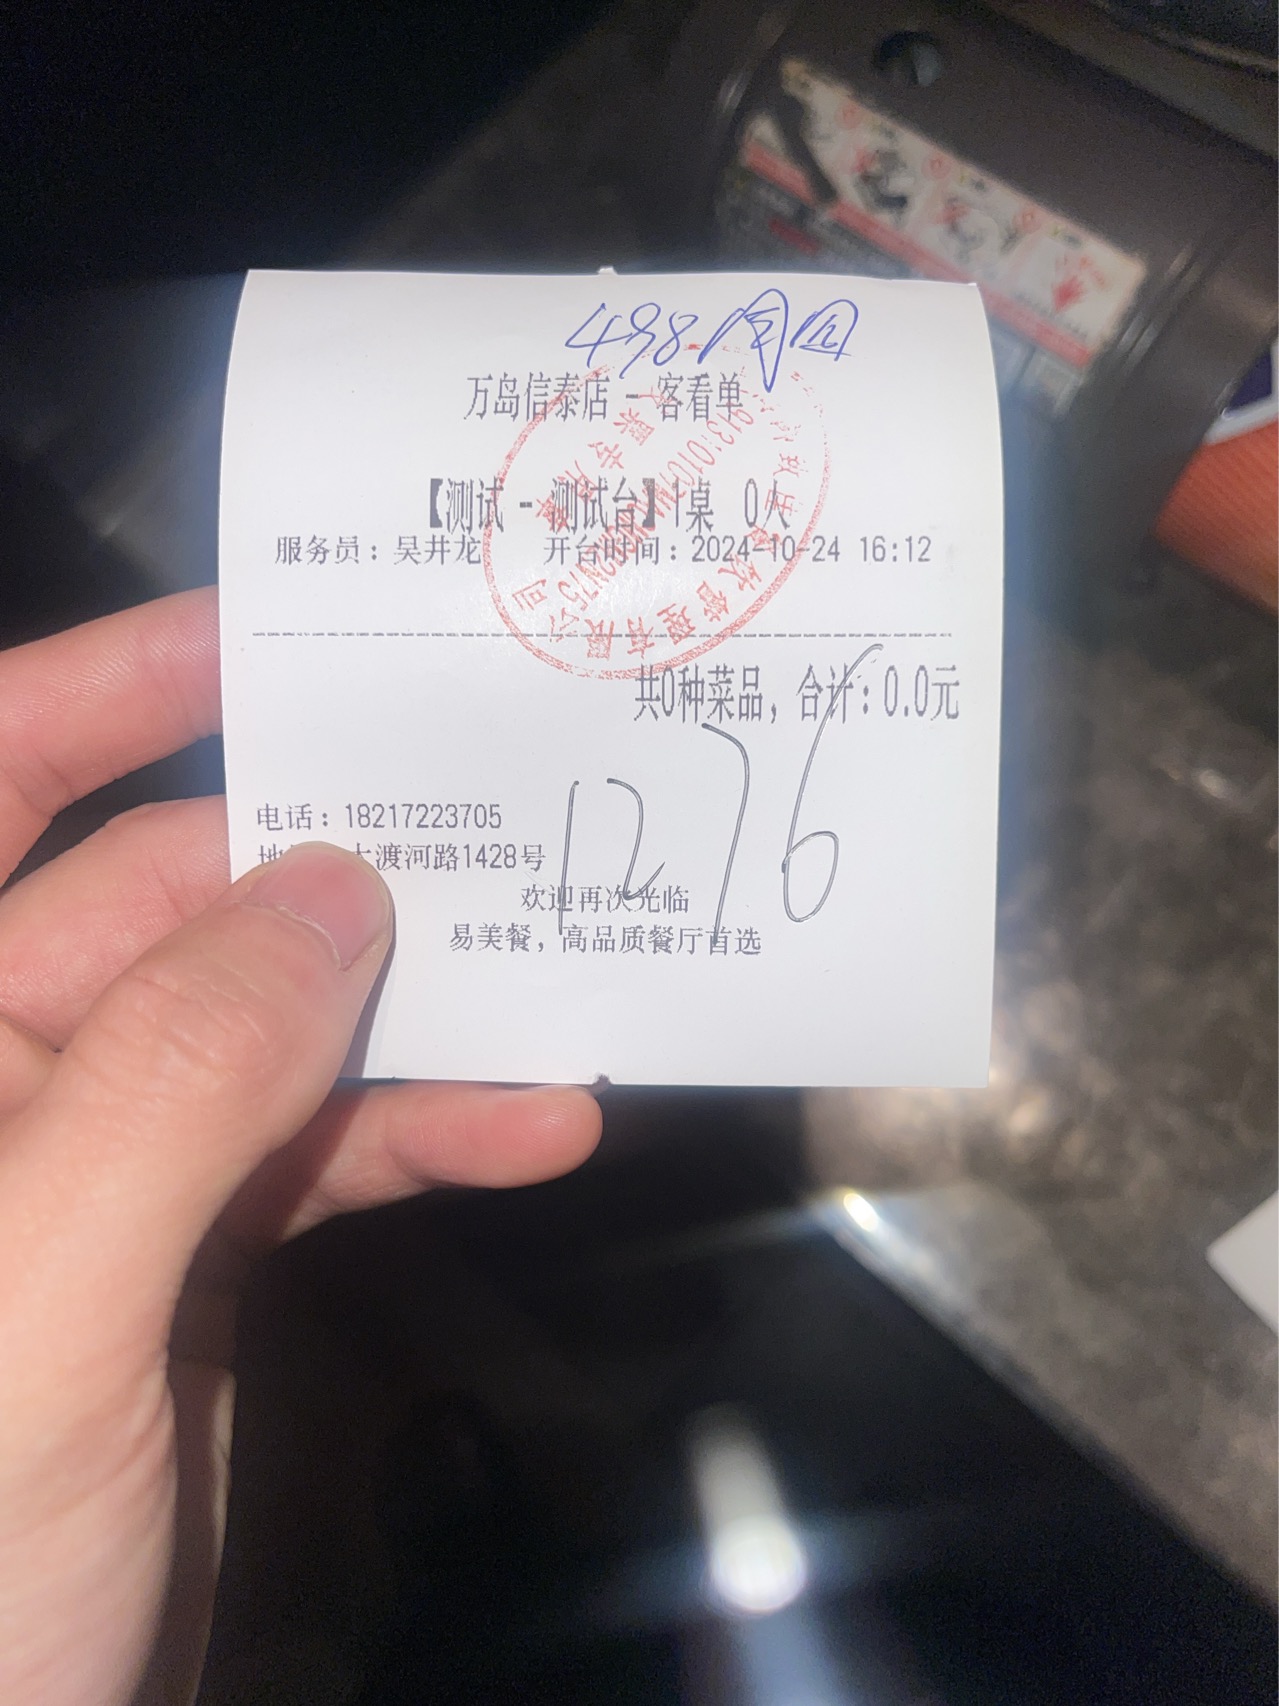 498
万岛信泰店 - 客看单
【测试 - 测试台】1桌 0人
服务员：吴井龙 开台时间：2024-10-24 16:12
共0种菜品，合计：0.0元
1276
电话：18217223705
大渡河路1428号
欢迎再次光临
易美餐，高品质餐厅首选